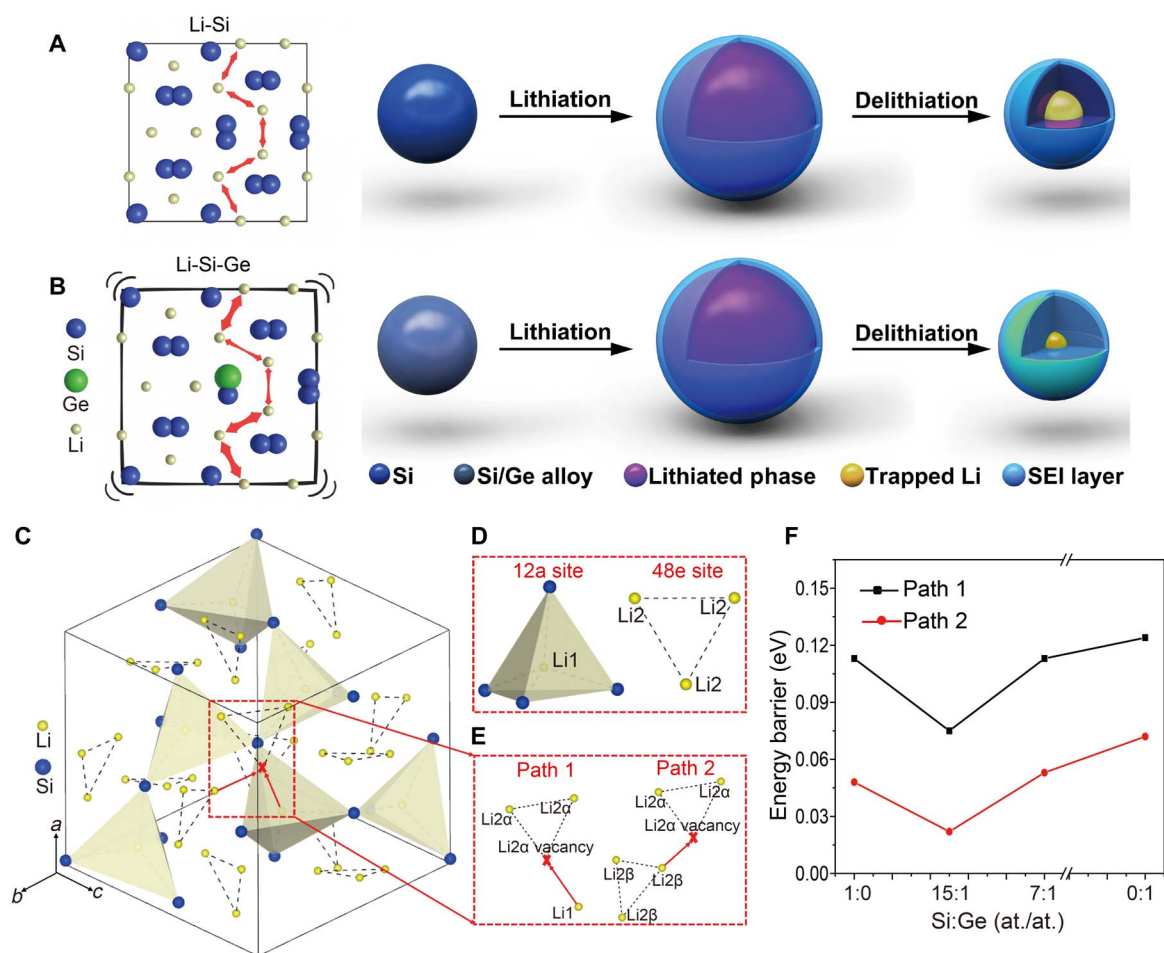 A
Li-Si
Lithiation
Delithiation
B
Li-Si-Ge
Si
Ge
Li
Lithiation
Delithiation
Si
Si/Ge alloy
Lithiated phase
Trapped Li
SEI layer
C
Li
Si
a
b
c
D
12a site
48e site
Li1
Li2
Li2
Li2
E
Path 1
Path 2
Li2α
Li2α
Li2α vacancy
Li1
Li2α
Li2α
Li2α vacancy
Li2β
Li2β
Li2β
F
Path 1
Path 2
Energy barrier (eV)
0.15
0.12
0.09
0.06
0.03
0.00
1:0
15:1
7:1
0:1
Si:Ge (at./at.)